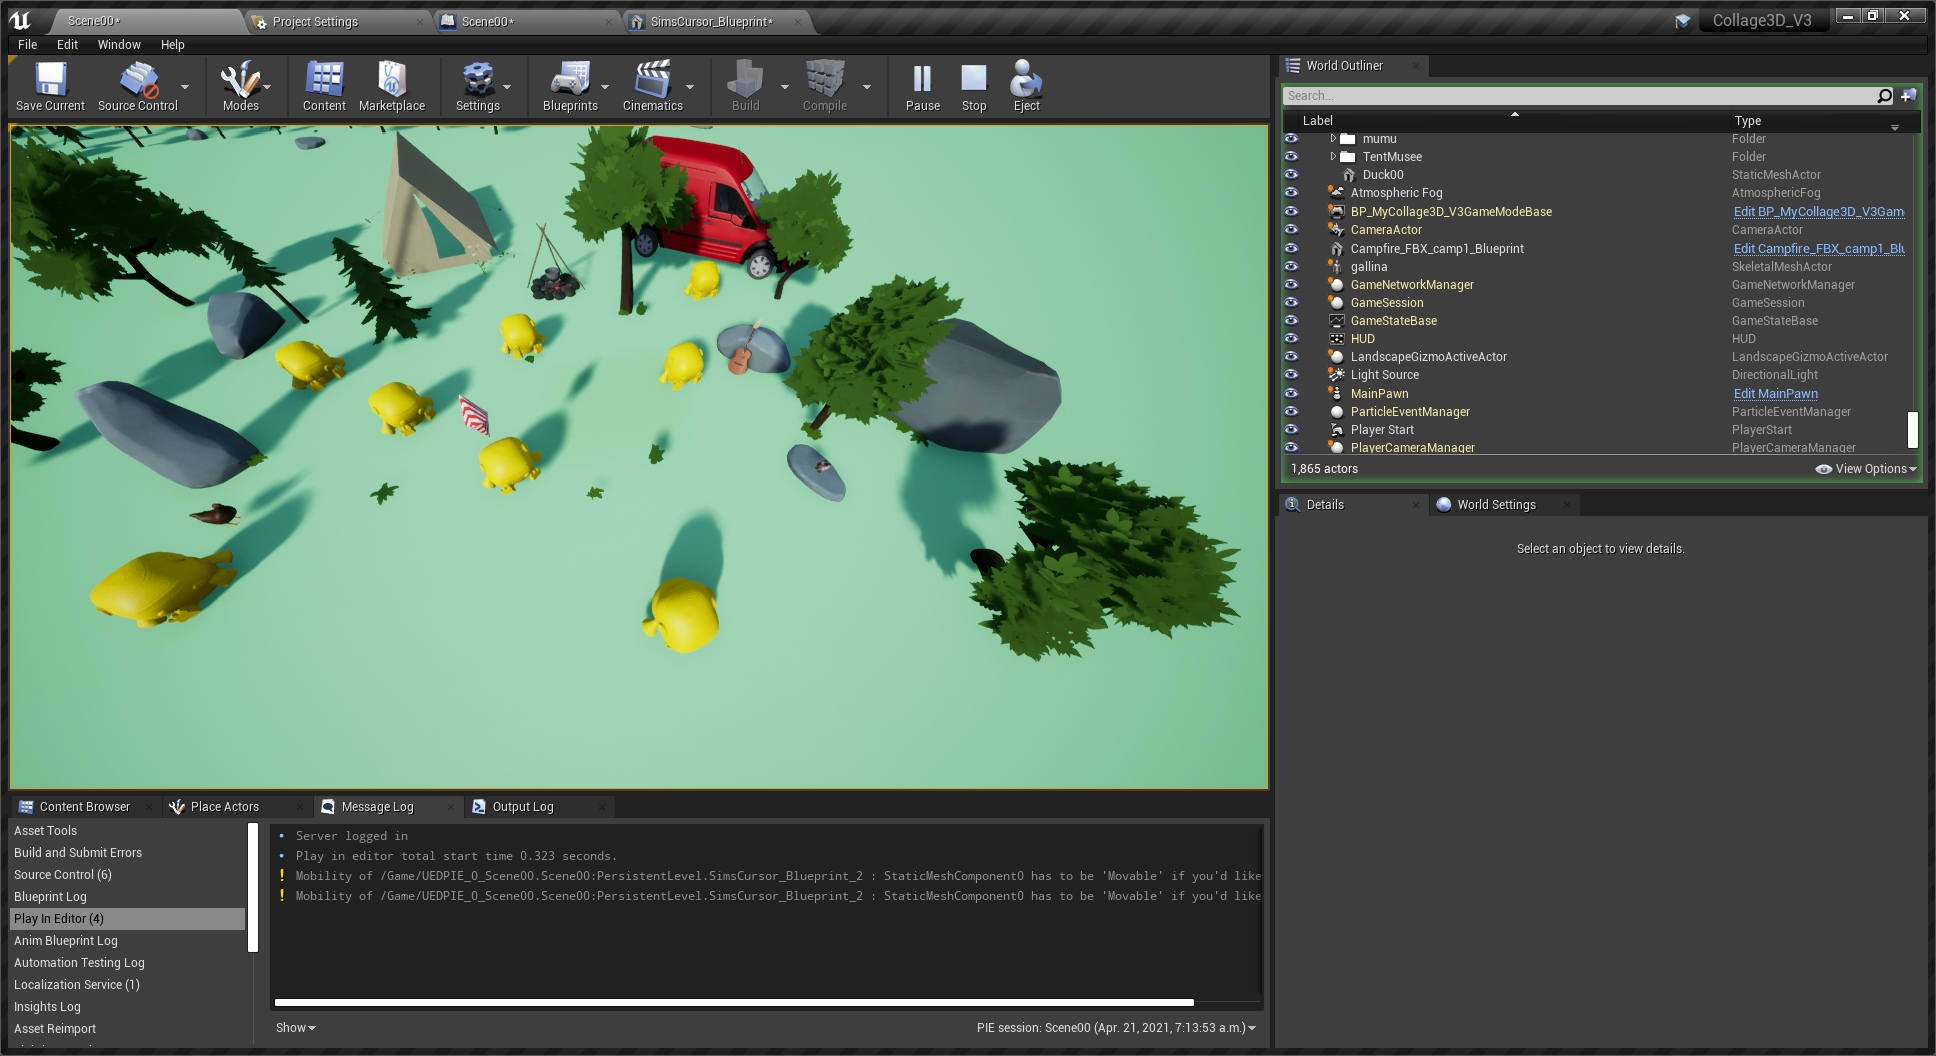 Scene00*
Project Settings
Scene00*
SimsCursor_Blueprint*
Collage3D_V3
File Edit Window Help
Save Current
Source Control
Modes
Content
Marketplace
Settings
Blueprints
Cinematics
Build
Compile
Pause
Stop
Eject
World Outliner
Search...
Label Type
mumu Folder
TentMusee Folder
Duck00 StaticMeshActor
Atmospheric Fog AtmosphericFog
BP_MyCollage3D_V3GameModeBase Edit BP_MyCollage3D_V3Gam
CameraActor CameraActor
Campfire_FBX_camp1_Blueprint Edit Campfire_FBX_camp1_Blu
gallina SkeletalMeshActor
GameNetworkManager GameNetworkManager
GameSession GameSession
GameStateBase GameStateBase
HUD HUD
LandscapeGizmoActiveActor LandscapeGizmoActiveActor
Light Source DirectionalLight
MainPawn Edit MainPawn
ParticleEventManager ParticleEventManager
Player Start PlayerStart
PlayerCameraManager PlayerCameraManager
1,865 actors View Options
Details
World Settings
Select an object to view details.
Content Browser
Place Actors
Message Log
Output Log
Asset Tools
Build and Submit Errors
Source Control (6)
Blueprint Log
Play In Editor (4)
Anim Blueprint Log
Automation Testing Log
Localization Service (1)
Insights Log
Asset Reimport
Server logged in
Play in editor total start time 0.323 seconds.
Mobility of /Game/UEDPIE_0_Scene00.Scene00:PersistentLevel.SimsCursor_Blueprint_2 : StaticMeshComponent0 has to be 'Movable' if you'd like
Mobility of /Game/UEDPIE_0_Scene00.Scene00:PersistentLevel.SimsCursor_Blueprint_2 : StaticMeshComponent0 has to be 'Movable' if you'd like
Show
PIE session: Scene00 (Apr. 21, 2021, 7:13:53 a.m.)